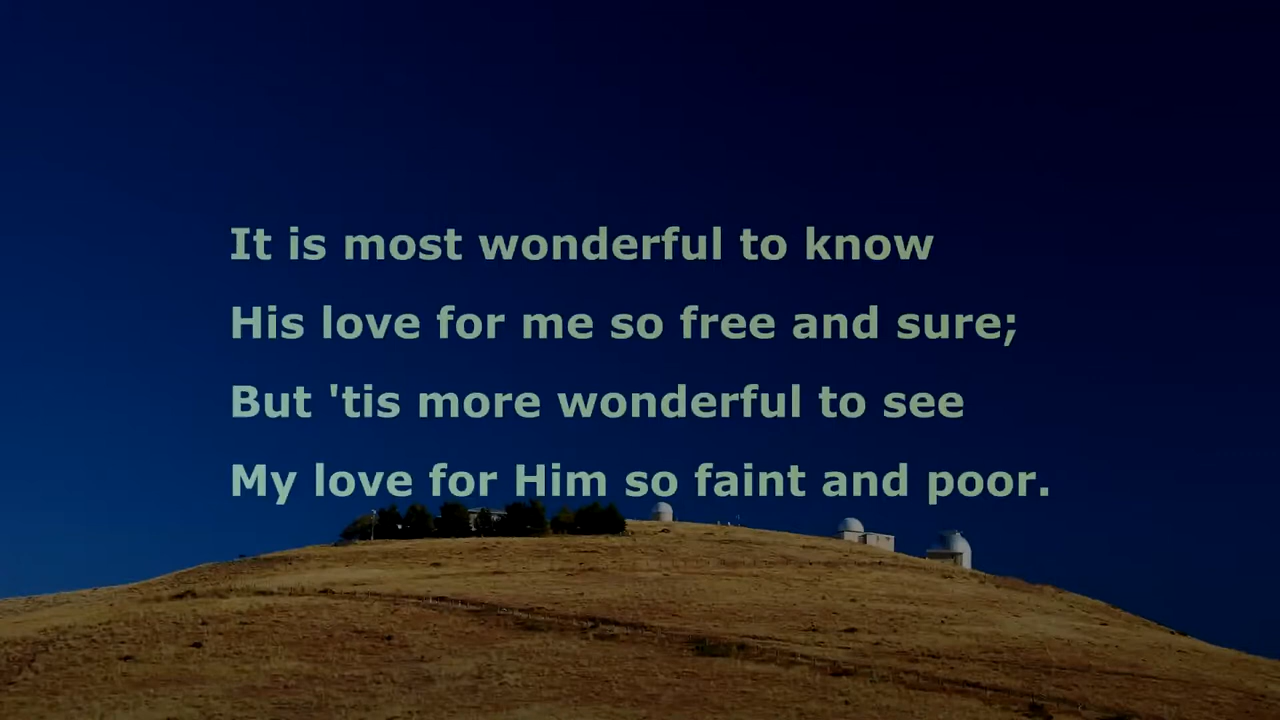 It is most wonderful to know
His love for me so free and sure;
But 'tis more wonderful to see
My love for Him so faint and poor.